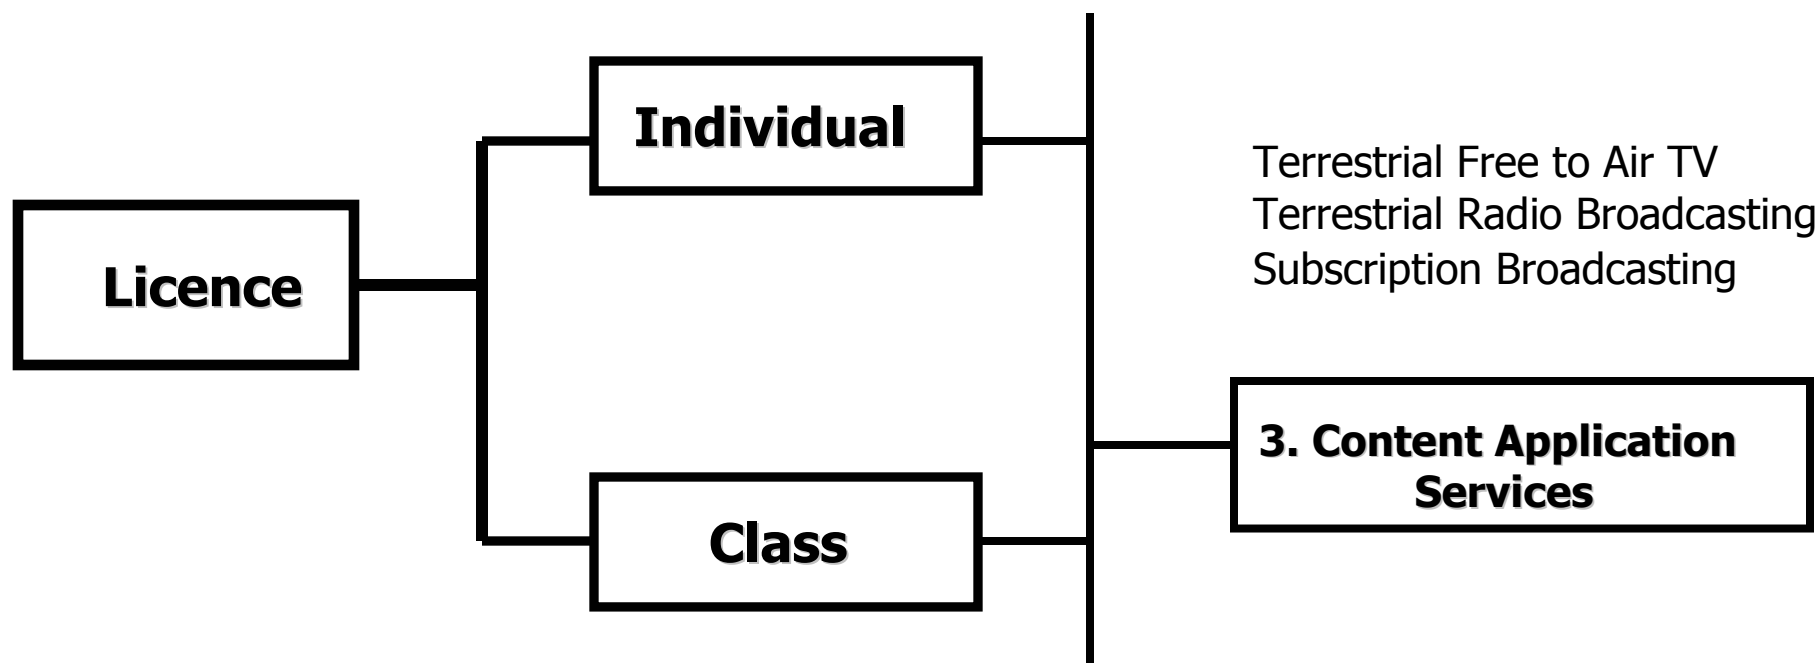 Individual
Licence
Class
Terrestrial Free to Air TV
Terrestrial Radio Broadcasting
Subscription Broadcasting
3. Content Application
Services